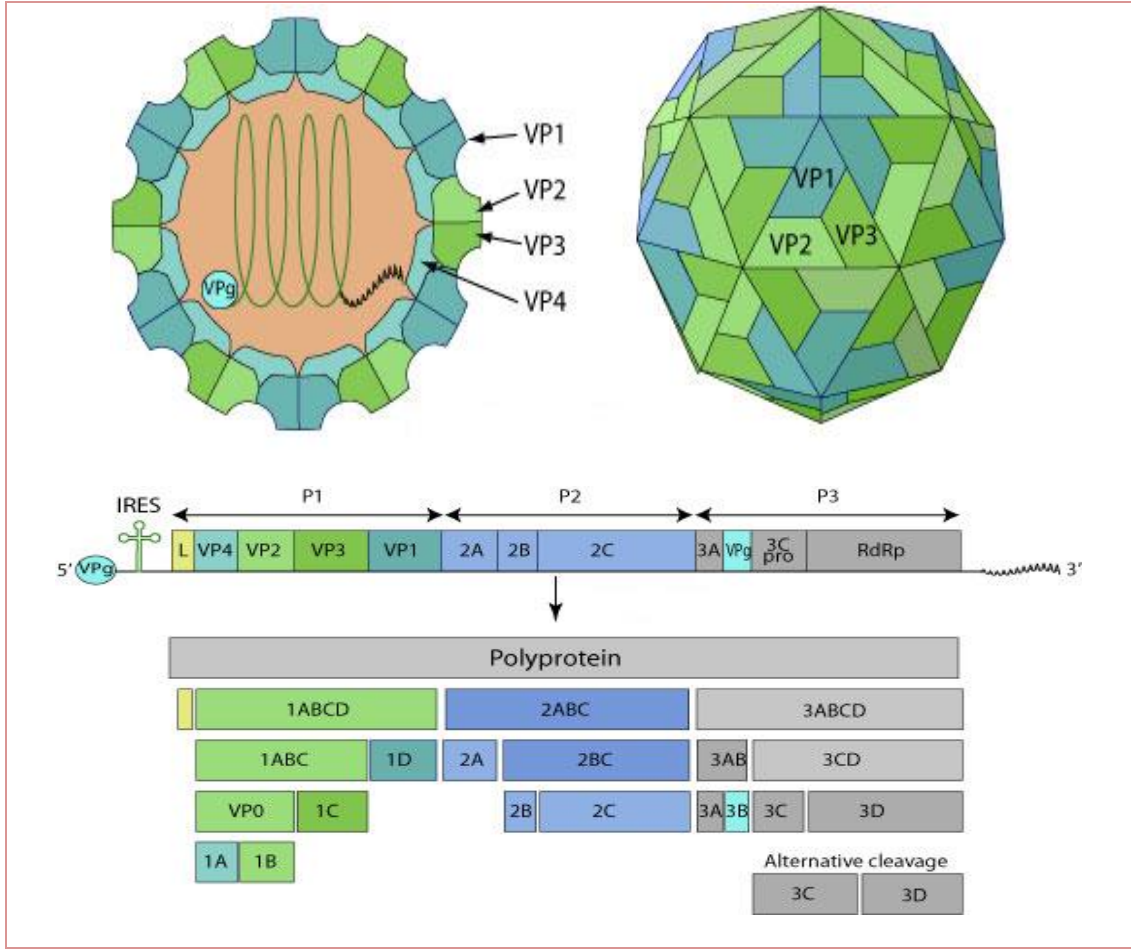 VP1
VP2
VP3
VP4
VPg
VP1
VP2
VP3
P1
P2
P3
IRES
L
VP4
VP2
VP3
VP1
2A
2B
2C
3A
VPg
3C
pro
RdRp
5′
VPg
3′
Polyprotein
1ABCD
2ABC
3ABCD
1ABC
1D
2A
2BC
3AB
3CD
VP0
1C
2B
2C
3A
3B
3C
3D
1A
1B
Alternative cleavage
3C
3D